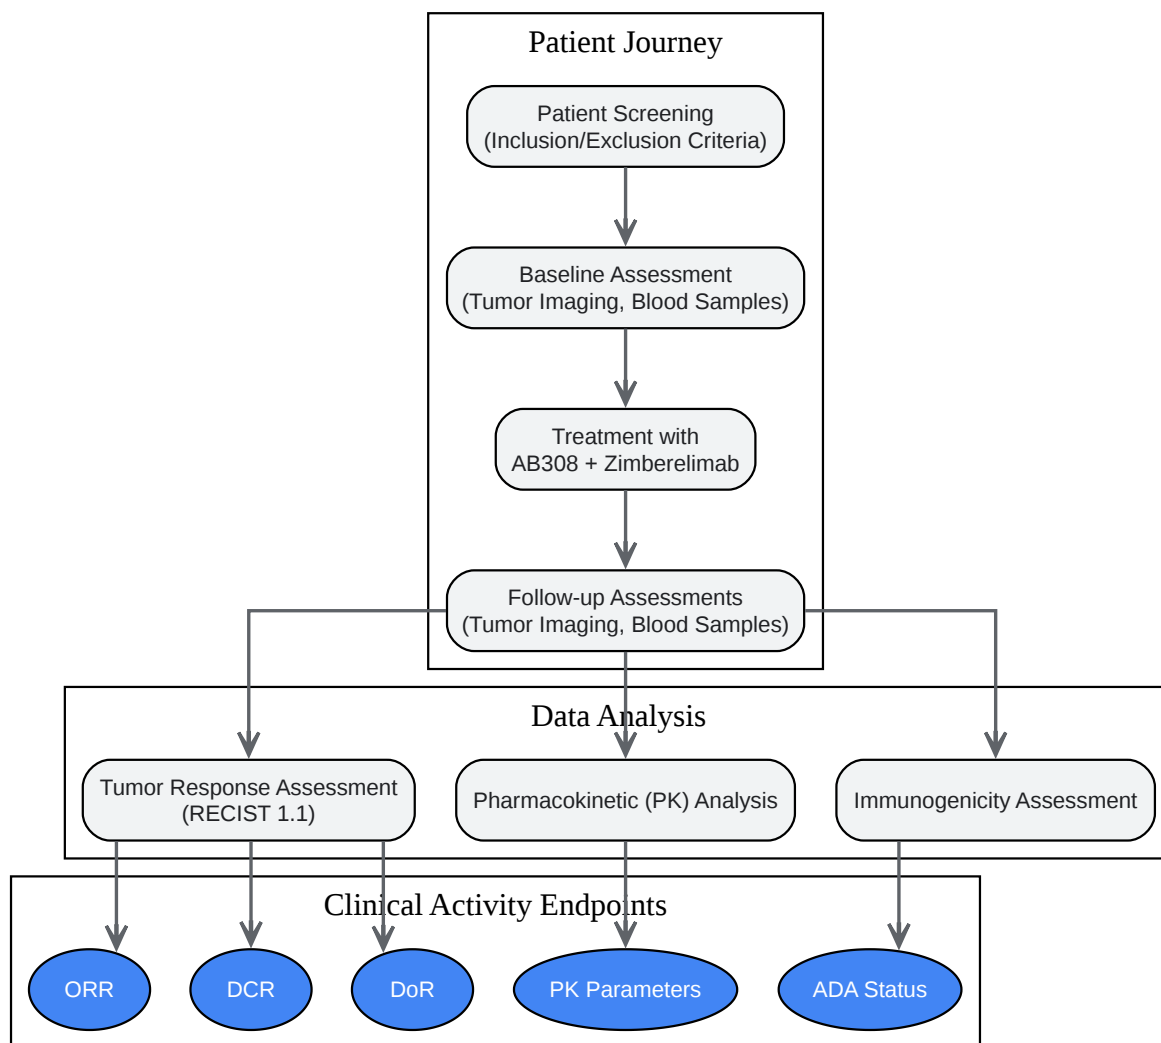 Patient Journey
Patient Screening
(Inclusion/Exclusion Criteria)
Baseline Assessment
(Tumor Imaging, Blood Samples)
Treatment with
AB308 + Zimberelimab
Follow-up Assessments
(Tumor Imaging, Blood Samples)
Data Analysis
Tumor Response Assessment
(RECIST 1.1)
Pharmacokinetic (PK) Analysis
Immunogenicity Assessment
Clinical Activity Endpoints
ORR
DCR
DoR
PK Parameters
ADA Status